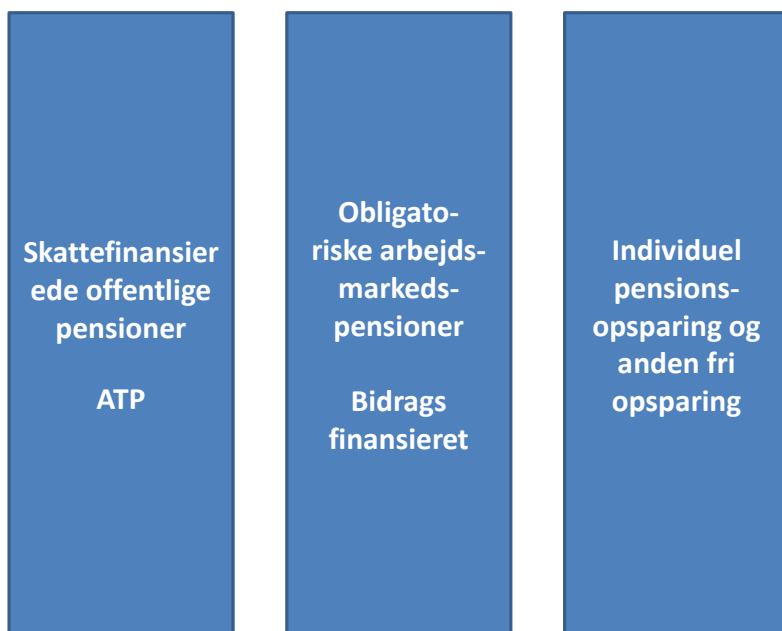 Skattefinansier
ede offentlige
pensioner
ATP
Obligato-
riske arbejds-
markeds-
pensioner
Bidrags
finansieret
Individuel
pensions-
opsparing og
anden fri
opsparing